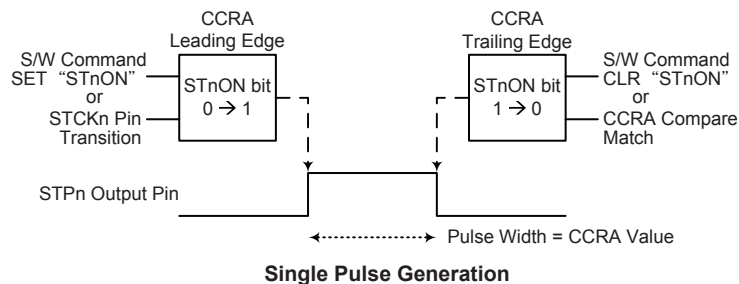 CCRA
Leading Edge
S/W Command
SET “STnON”
or
STCKn Pin
Transition
STnON bit
0 → 1
CCRA
Trailing Edge
STnON bit
1 → 0
S/W Command
CLR “STnON”
or
CCRA Compare
Match
STPn Output Pin
Pulse Width = CCRA Value
Single Pulse Generation